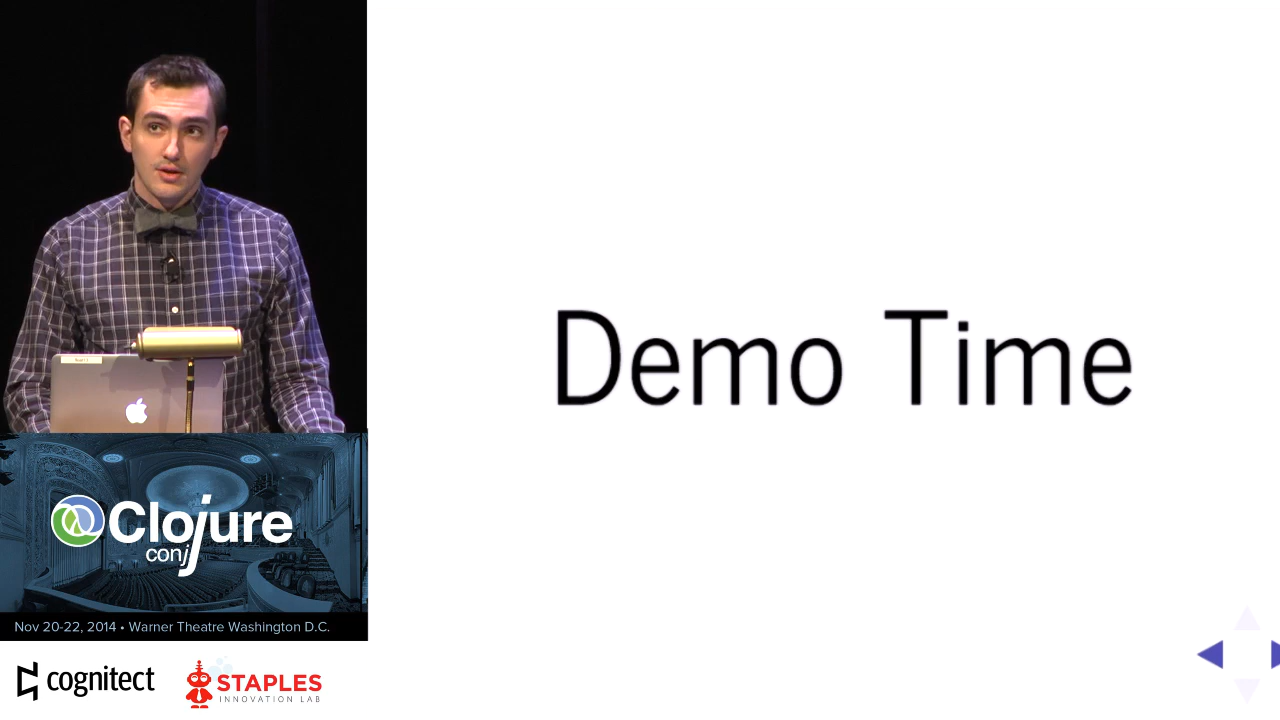 Demo Time
Clojure
conj
Nov 20-22, 2014 • Warner Theatre Washington D.C.
cognitect
STAPLES
INNOVATION LAB